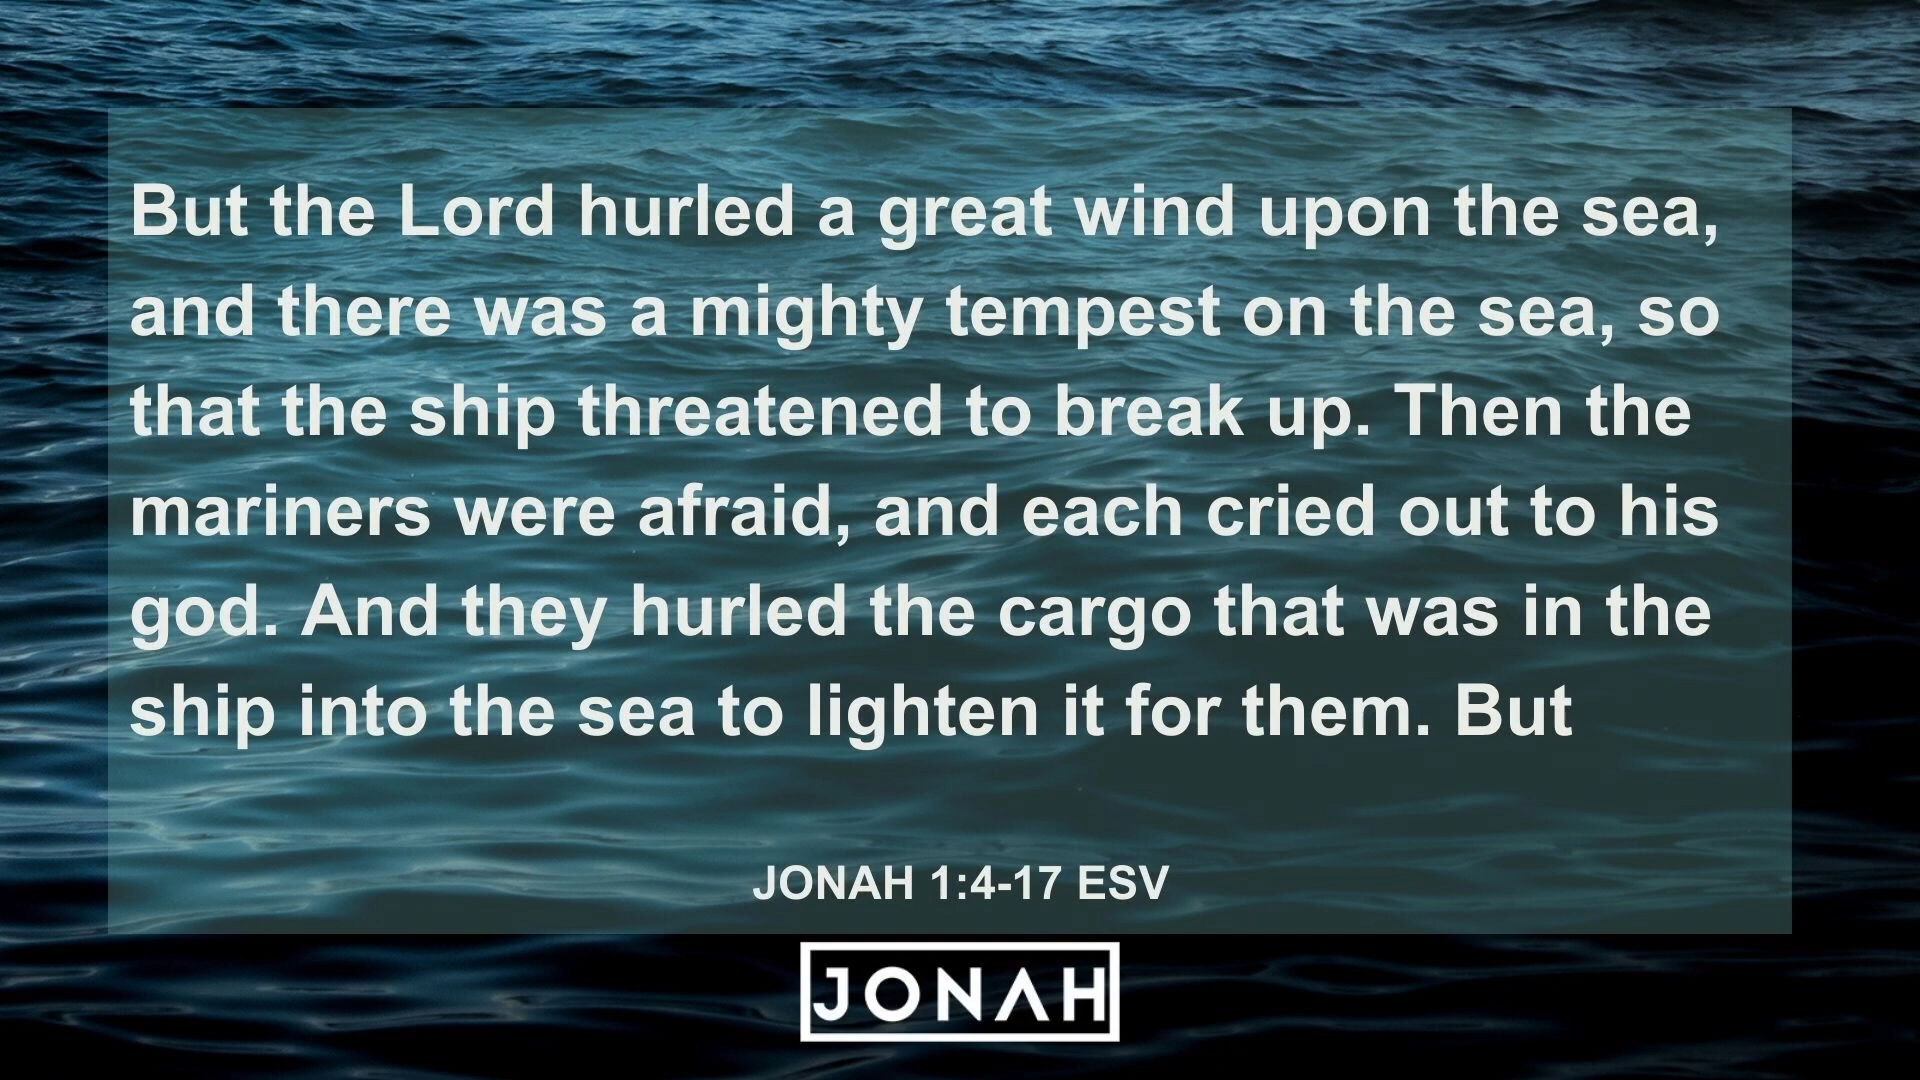 But the Lord hurled a great wind upon the sea,
and there was a mighty tempest on the sea, so
that the ship threatened to break up. Then the
mariners were afraid, and each cried out to his
god. And they hurled the cargo that was in the
ship into the sea to lighten it for them. But
JONAH 1:4-17 ESV
JONAH